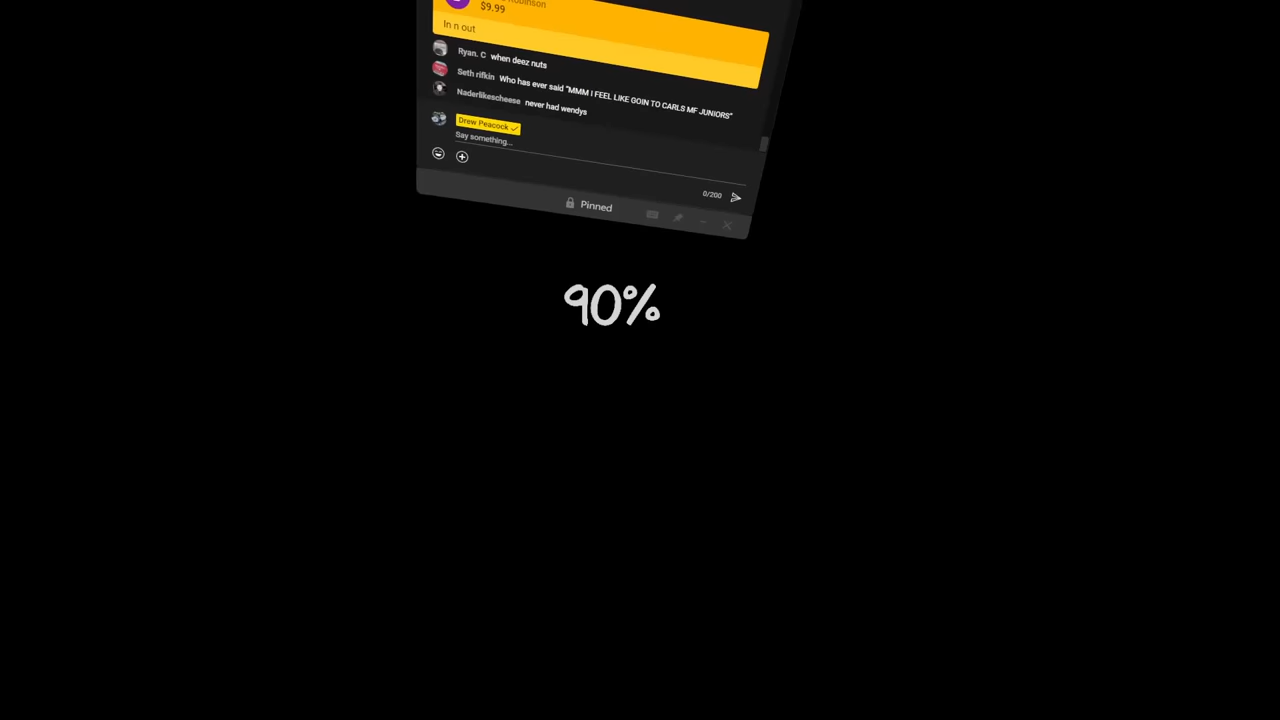 Robinson
$9.99
In n out
Ryan. C when deez nuts
Seth rifkin Who has ever said "MMM I FEEL LIKE GOIN TO CARLS MF JUNIORS"
Naderlikescheese never had wendys
Drew Peacock
Say something...
0/200
Pinned
90%